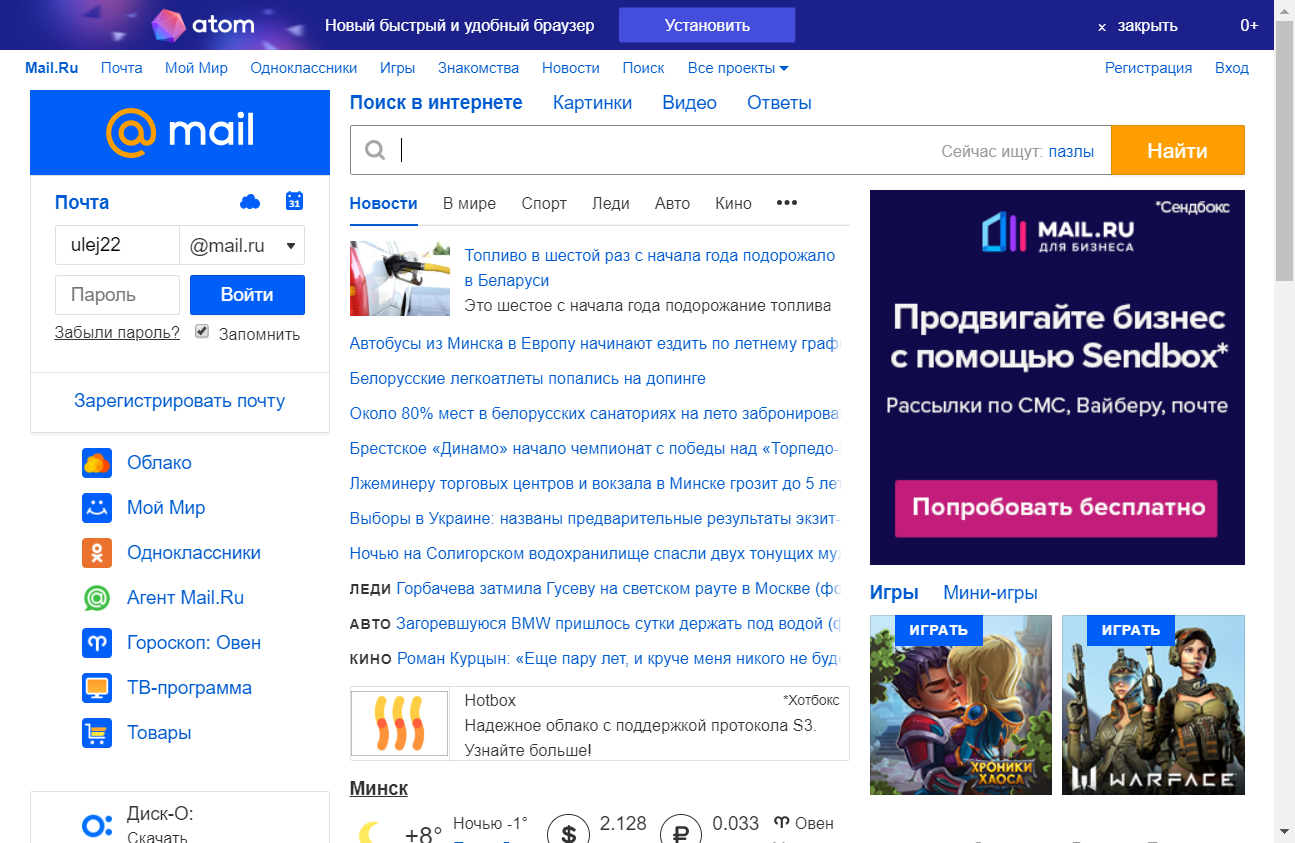 atom
Новый быстрый и удобный браузер
Установить
× закрыть
0+
Mail.Ru Почта Мой Мир Одноклассники Игры Знакомства Новости Поиск Все проекты
Регистрация Вход
@mail
Поиск в интернете Картинки Видео Ответы
Сейчас ищут: пазлы
Найти
Почта
31
ulej22
@mail.ru
Пароль
Войти
Забыли пароль?
Запомнить
Зарегистрировать почту
Облако
Мой Мир
Одноклассники
Агент Mail.Ru
Гороскоп: Овен
ТВ-программа
Товары
Диск-О:
Скачать
Новости В мире Спорт Леди Авто Кино •••
Топливо в шестой раз с начала года подорожало
в Беларуси
Это шестое с начала года подорожание топлива
Автобусы из Минска в Европу начинают ездить по летнему граф
Белорусские легкоатлеты попались на допинге
Около 80% мест в белорусских санаториях на лето заброниров
Брестское «Динамо» начало чемпионат с победы над «Торпедо-
Лжеминеру торговых центров и вокзала в Минске грозит до 5 лет
Выборы в Украине: названы предварительные результаты экзит-
Ночью на Солигорском водохранилище спасли двух тонущих му
ЛЕДИ Горбачева затмила Гусеву на светском рауте в Москве (фо
АВТО Загоревшуюся BMW пришлось сутки держать под водой (ф
КИНО Роман Курцын: «Еще пару лет, и круче меня никого не буд
Hotbox
*Хотбокс
Надежное облако с поддержкой протокола S3.
Узнайте больше!
Минск
+8°
Ночью -1°
$ 2.128
₽ 0.033
Овен
*Сендбокс
MAIL.RU
ДЛЯ БИЗНЕСА
Продвигайте бизнес
с помощью Sendbox*
Рассылки по СМС, Вайберу, почте
Попробовать бесплатно
Игры Мини-игры
ИГРАТЬ
ХРОНИКИ
ХАОСА
ИГРАТЬ
WARFACE